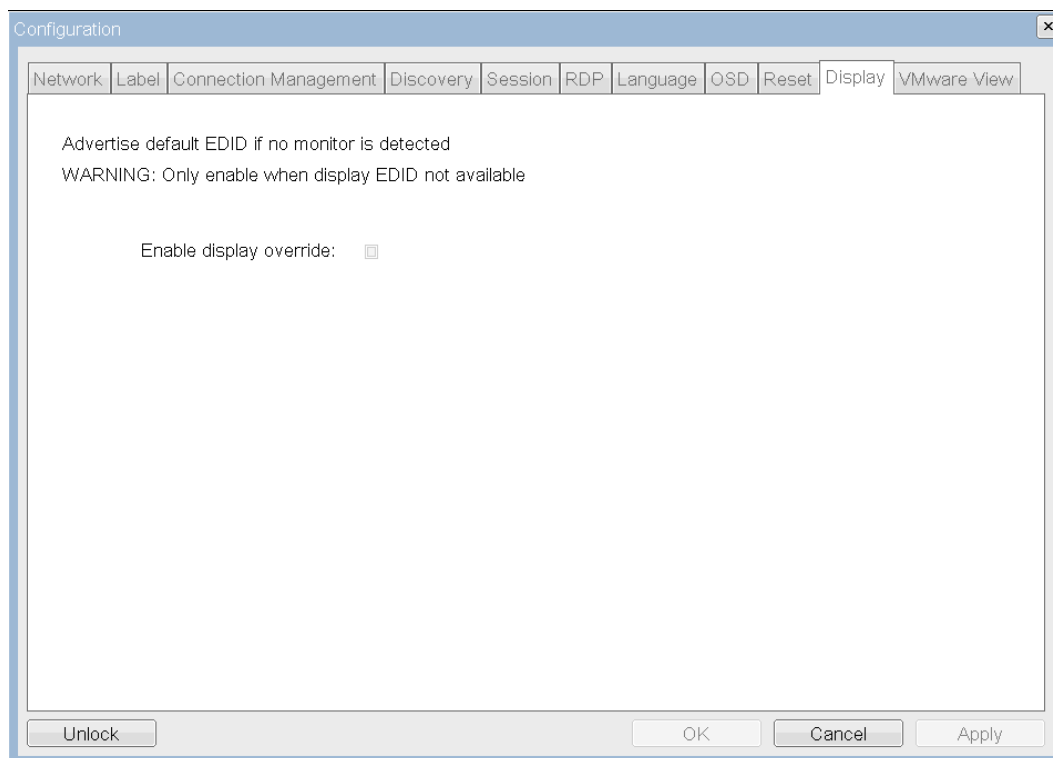 Configuration
Network Label Connection Management Discovery Session RDP Language OSD Reset Display VMware View
Advertise default EDID if no monitor is detected
WARNING: Only enable when display EDID not available
Enable display override:
Unlock OK Cancel Apply